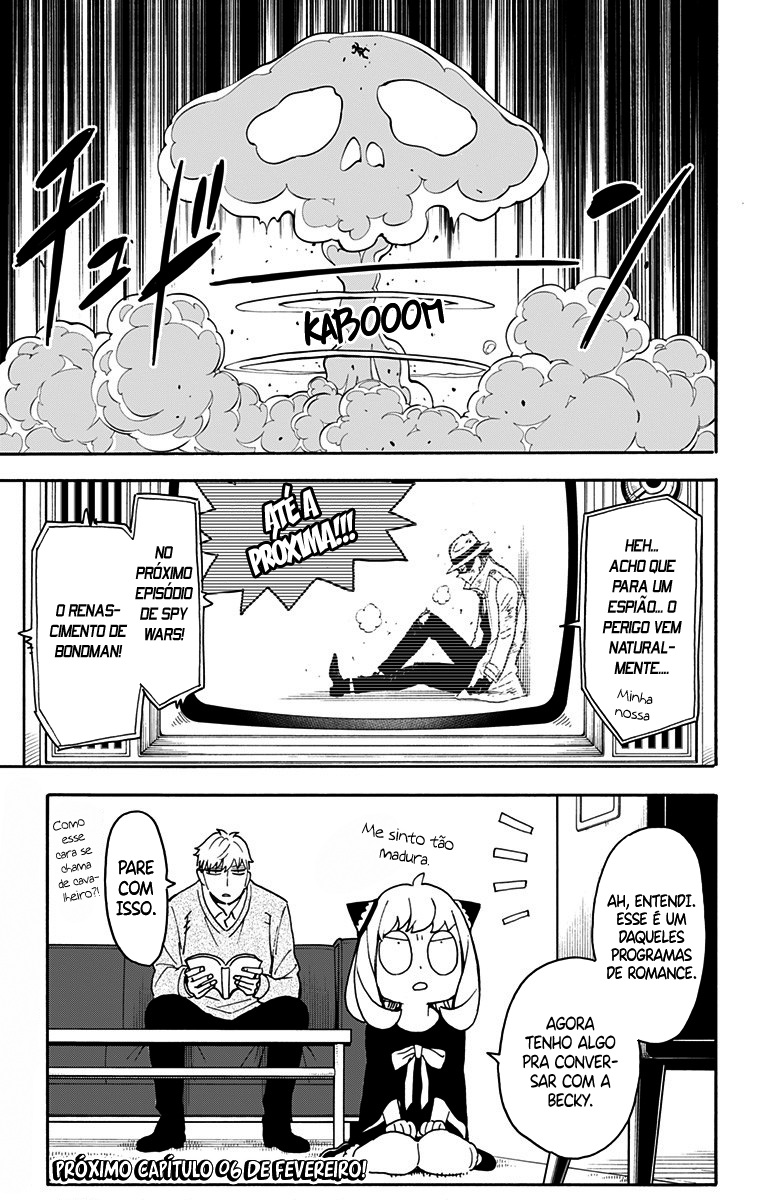 チュドーン
KABOOOM
HEH...
ACHO QUE
PARA UM
ESPIÃO... O
PERIGO VEM
NATURAL-
MENTE....
Minha
nossa
ATÉ A
PRÓXIMA!!!
NO
PRÓXIMO
EPISÓDIO
DE SPY
WARS!
O RENAS-
CIMENTO DE
BONDMAN!
AH, ENTENDI.
ESSE É UM
DAQUELES
PROGRAMAS
DE ROMANCE.
AGORA
TENHO ALGO
PRA CONVER-
SAR COM A
BECKY.
Me sinto tão
madura.
PARE
COM
ISSO.
Como
esse
cara se
chama
de cava-
lheiro?!
PRÓXIMO CAPÍTULO 06 DE FEVEREIRO!